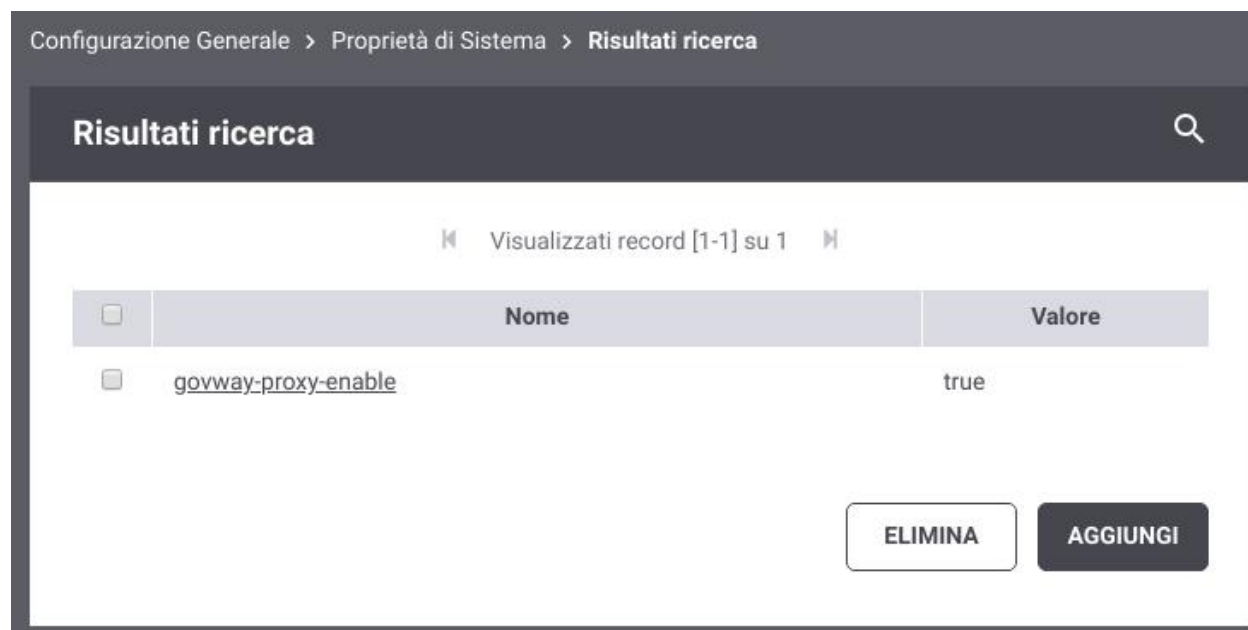 Configurazione Generale > Proprietà di Sistema > Risultati ricerca
Risultati ricerca
Visualizzati record [1-1] su 1
Nome Valore
govway-proxy-enable true
ELIMINA AGGIUNGI